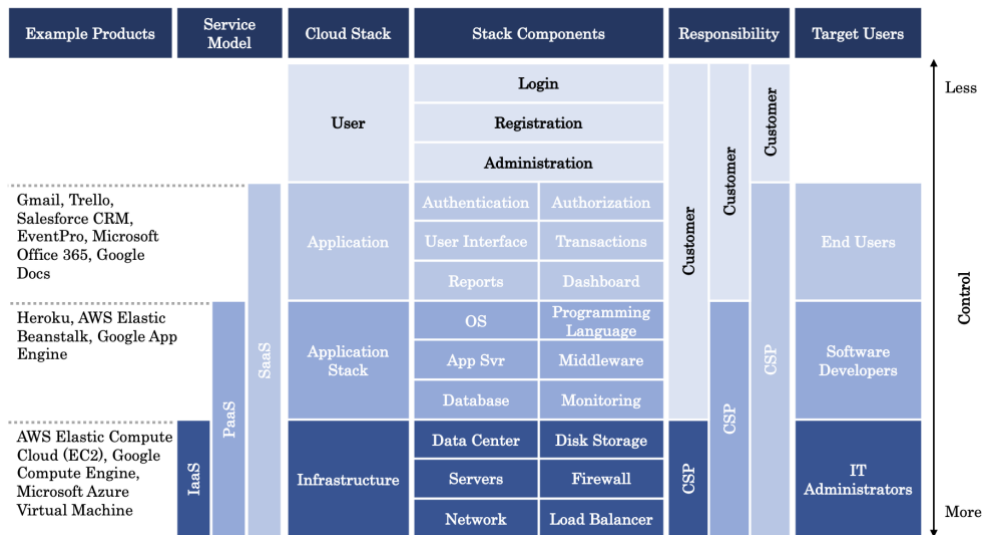 Example Products
Service
Model
Cloud Stack
Stack Components
Responsibility
Target Users
User
Login
Registration
Administration
Customer
Customer
Customer
Less
Gmail, Trello,
Salesforce CRM,
EventPro, Microsoft
Office 365, Google
Docs
SaaS
Application
Authentication
Authorization
User Interface
Transactions
Reports
Dashboard
End Users
Control
Heroku, AWS Elastic
Beanstalk, Google App
Engine
PaaS
Application
Stack
OS
Programming
Language
App Svr
Middleware
Database
Monitoring
CSP
Software
Developers
AWS Elastic Compute
Cloud (EC2), Google
Compute Engine,
Microsoft Azure
Virtual Machine
IaaS
Infrastructure
Data Center
Disk Storage
Servers
Firewall
Network
Load Balancer
CSP
CSP
IT
Administrators
More